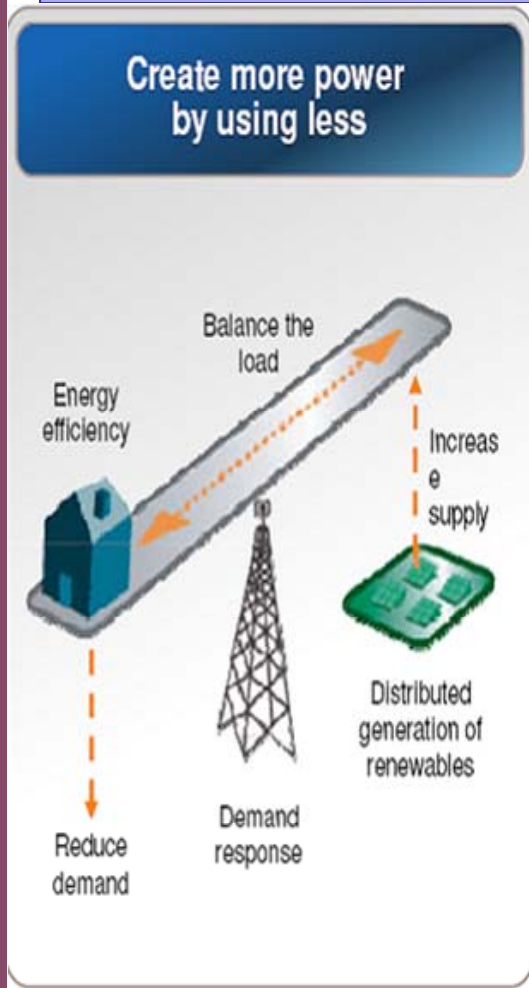 Create more power
by using less
Balance the
load
Energy
efficiency
Increas
e
supply
Distributed
generation of
renewables
Demand
response
Reduce
demand